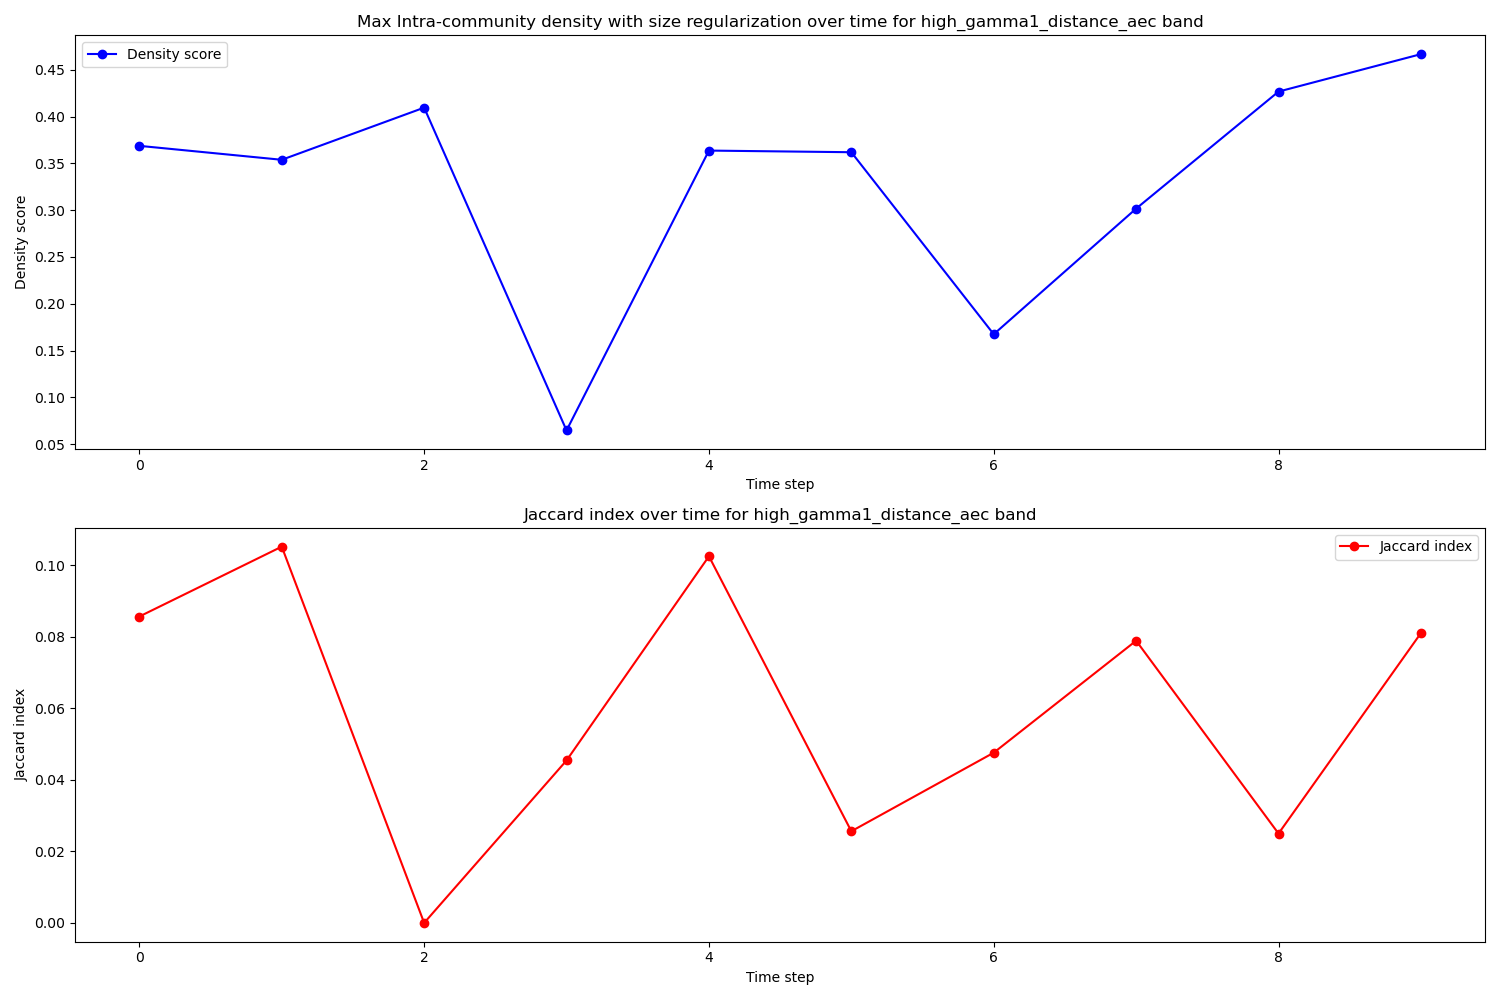 Max Intra-community density with size regularization over time for high_gamma1_distance_aec band
Density score
0.45
0.40
0.35
0.30
0.25
0.20
0.15
0.10
0.05
Density score
0 2 4 6 8
Time step
Jaccard index over time for high_gamma1_distance_aec band
Jaccard index
0.10
0.08
0.06
0.04
0.02
0.00
Jaccard index
0 2 4 6 8
Time step